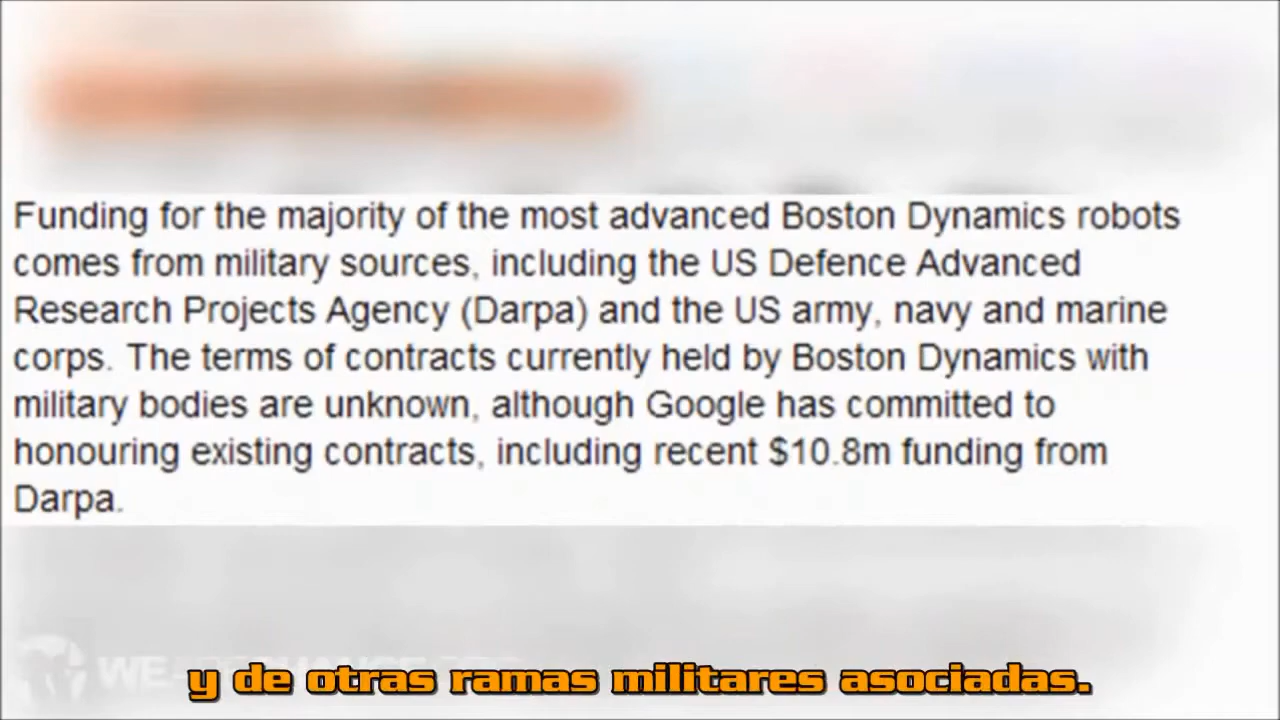 Funding for the majority of the most advanced Boston Dynamics robots
comes from military sources, including the US Defence Advanced
Research Projects Agency (Darpa) and the US army, navy and marine
corps. The terms of contracts currently held by Boston Dynamics with
military bodies are unknown, although Google has committed to
honouring existing contracts, including recent $10.8m funding from
Darpa.
y de otras ramas militares asociadas.